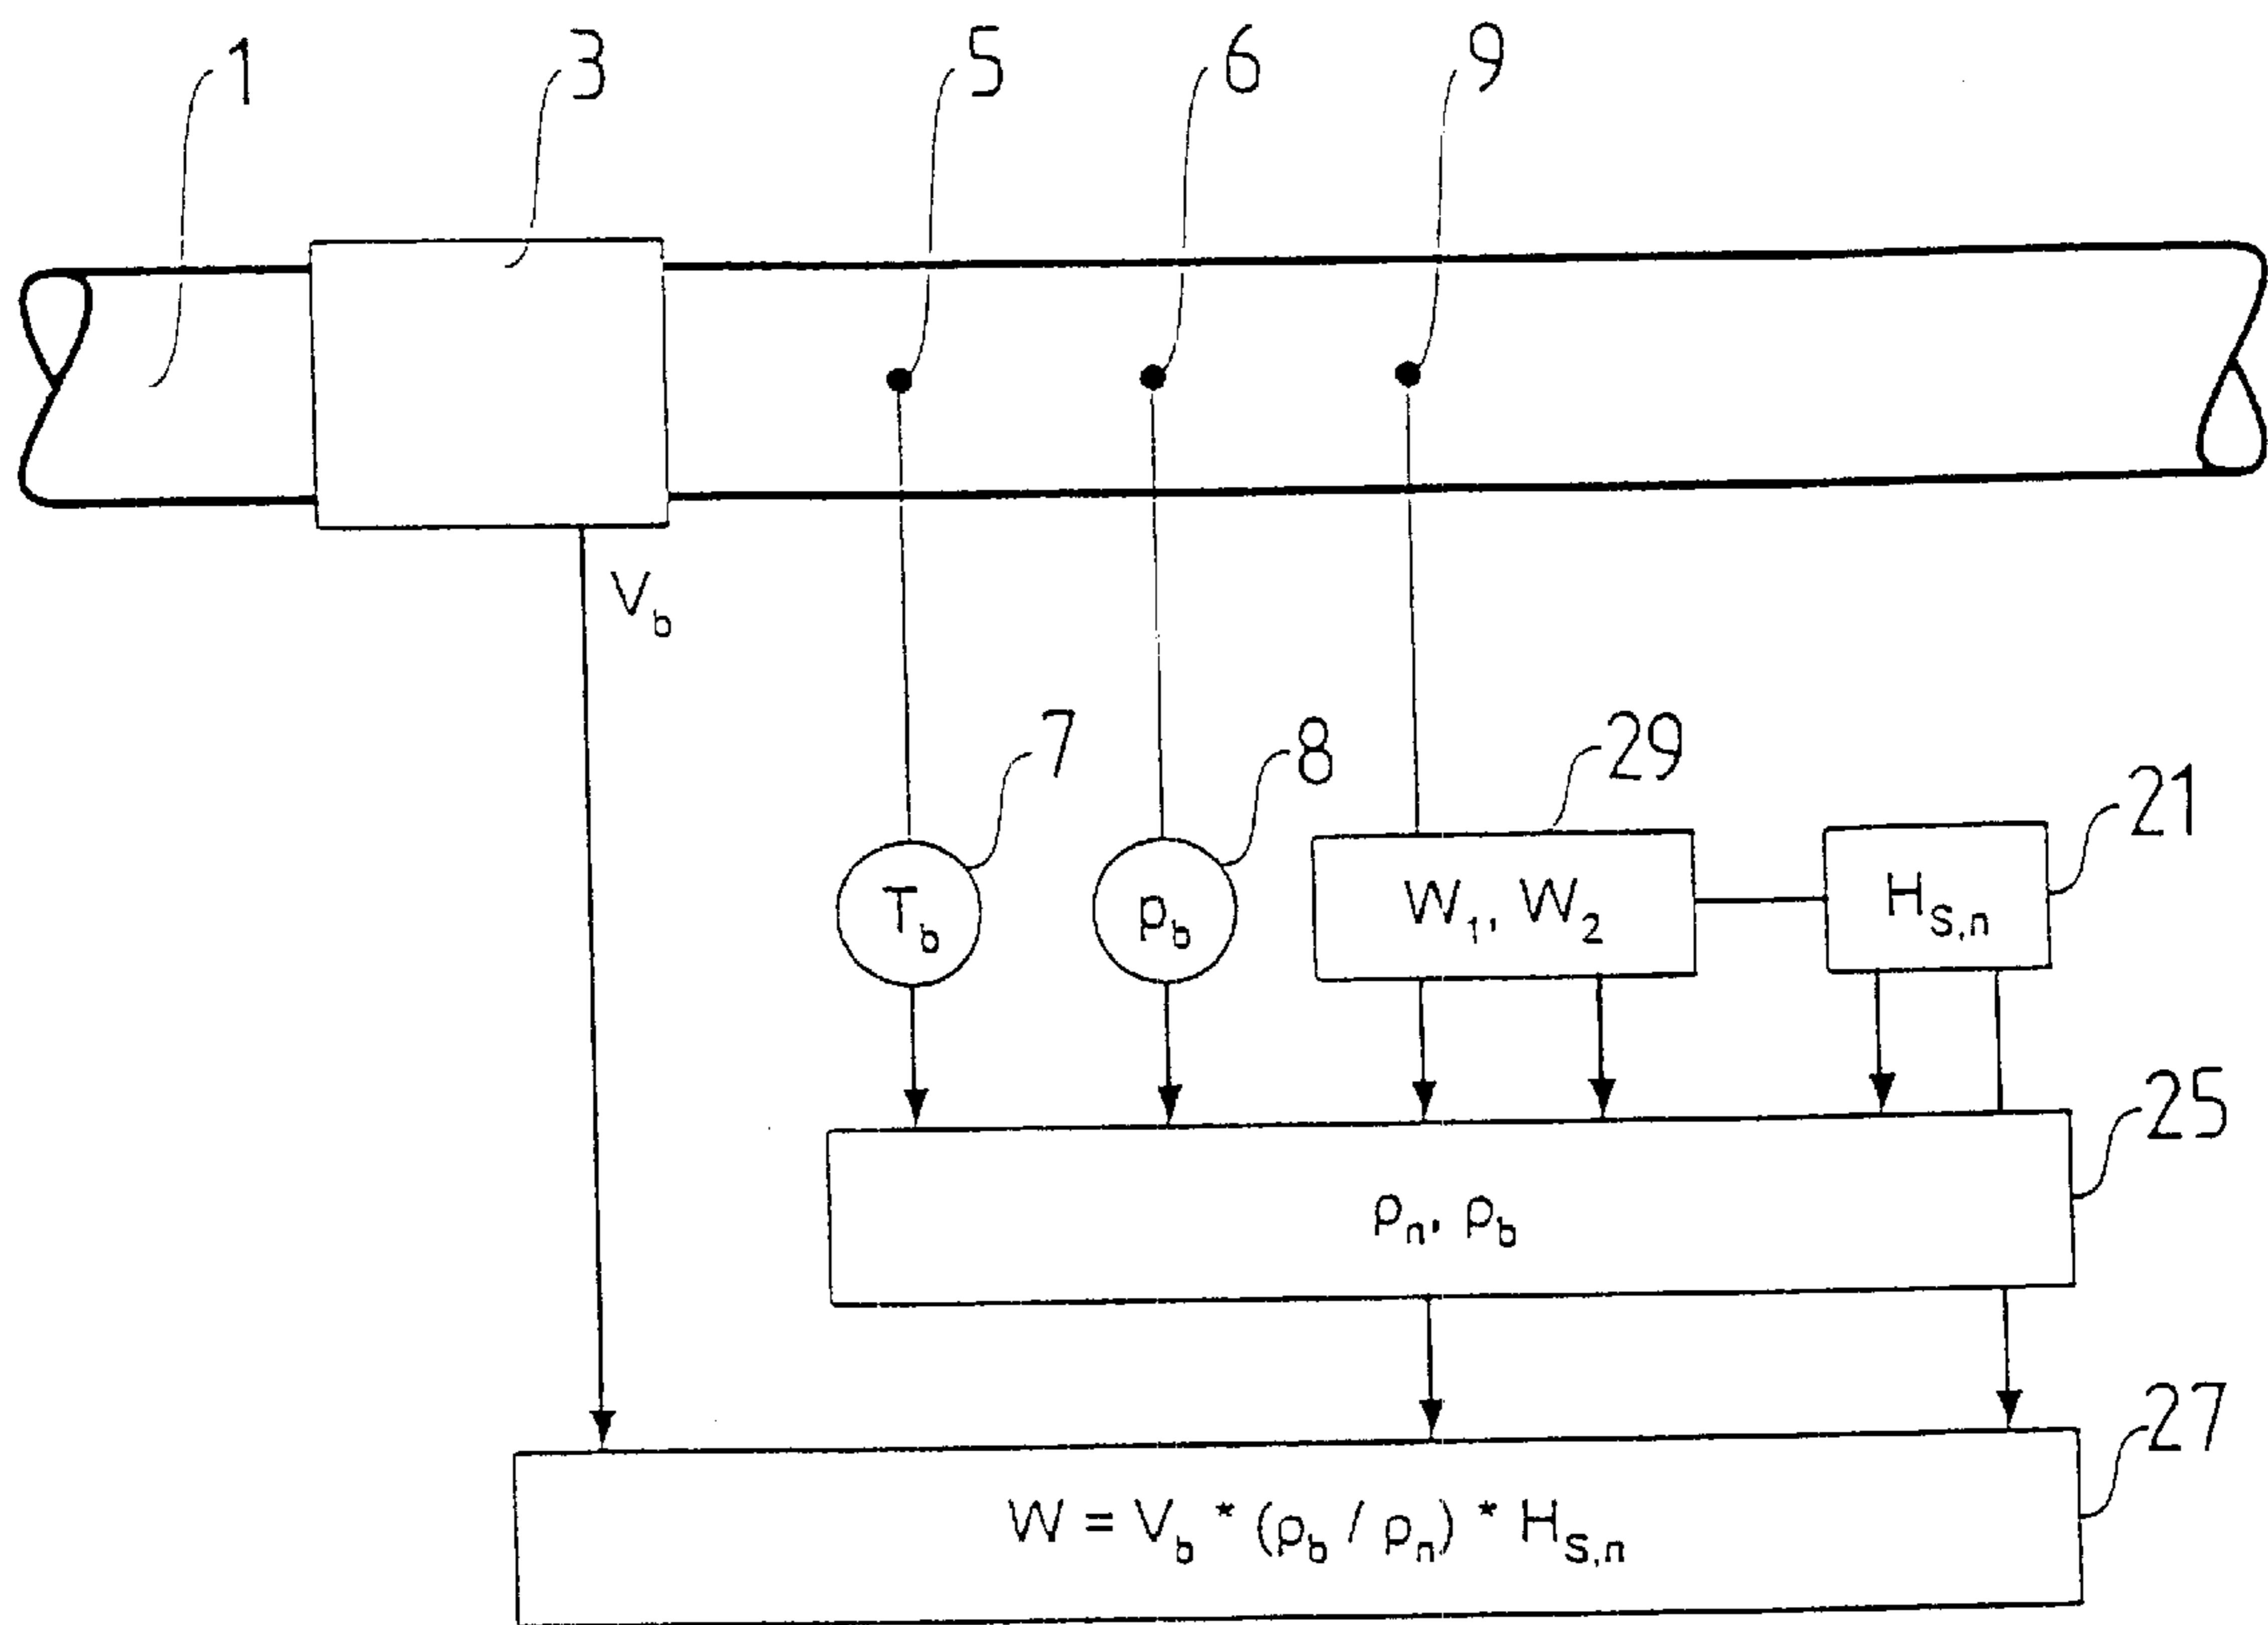 1 3 5 6 9
V_b
7 8 29 21
T_b p_b W_1, W_2 H_S,n
25
ρ_n, ρ_b
27
W = V_b * (ρ_b / ρ_n) * H_S,n